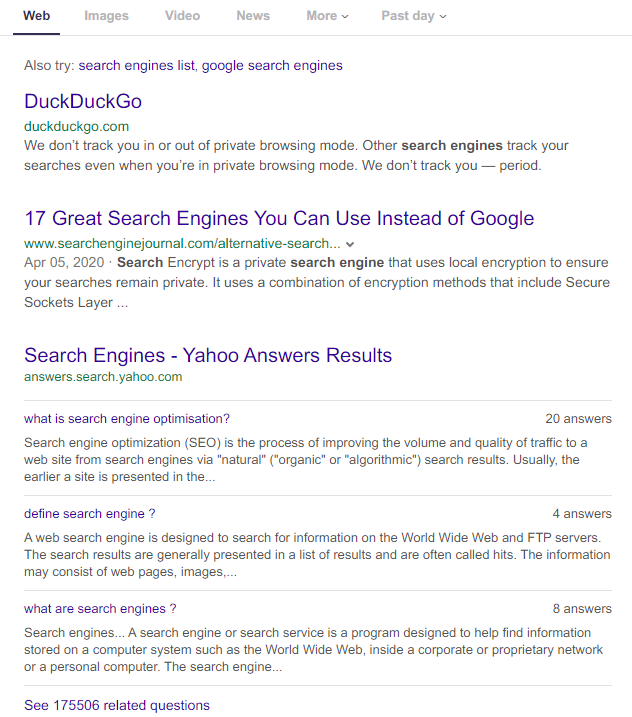 Web Images Video News More Past day
Also try: search engines list, google search engines
DuckDuckGo
duckduckgo.com
We don’t track you in or out of private browsing mode. Other search engines track your
searches even when you’re in private browsing mode. We don’t track you — period.
17 Great Search Engines You Can Use Instead of Google
www.searchenginejournal.com/alternative-search...
Apr 05, 2020 · Search Encrypt is a private search engine that uses local encryption to ensure
your searches remain private. It uses a combination of encryption methods that include Secure
Sockets Layer ...
Search Engines - Yahoo Answers Results
answers.search.yahoo.com
what is search engine optimisation? 20 answers
Search engine optimization (SEO) is the process of improving the volume and quality of traffic to a
web site from search engines via "natural" ("organic" or "algorithmic") search results. Usually, the
earlier a site is presented in the...
define search engine ? 4 answers
A web search engine is designed to search for information on the World Wide Web and FTP servers.
The search results are generally presented in a list of results and are often called hits. The information
may consist of web pages, images,...
what are search engines ? 8 answers
Search engines... A search engine or search service is a program designed to help find information
stored on a computer system such as the World Wide Web, inside a corporate or proprietary network
or a personal computer. The search engine...
See 175506 related questions